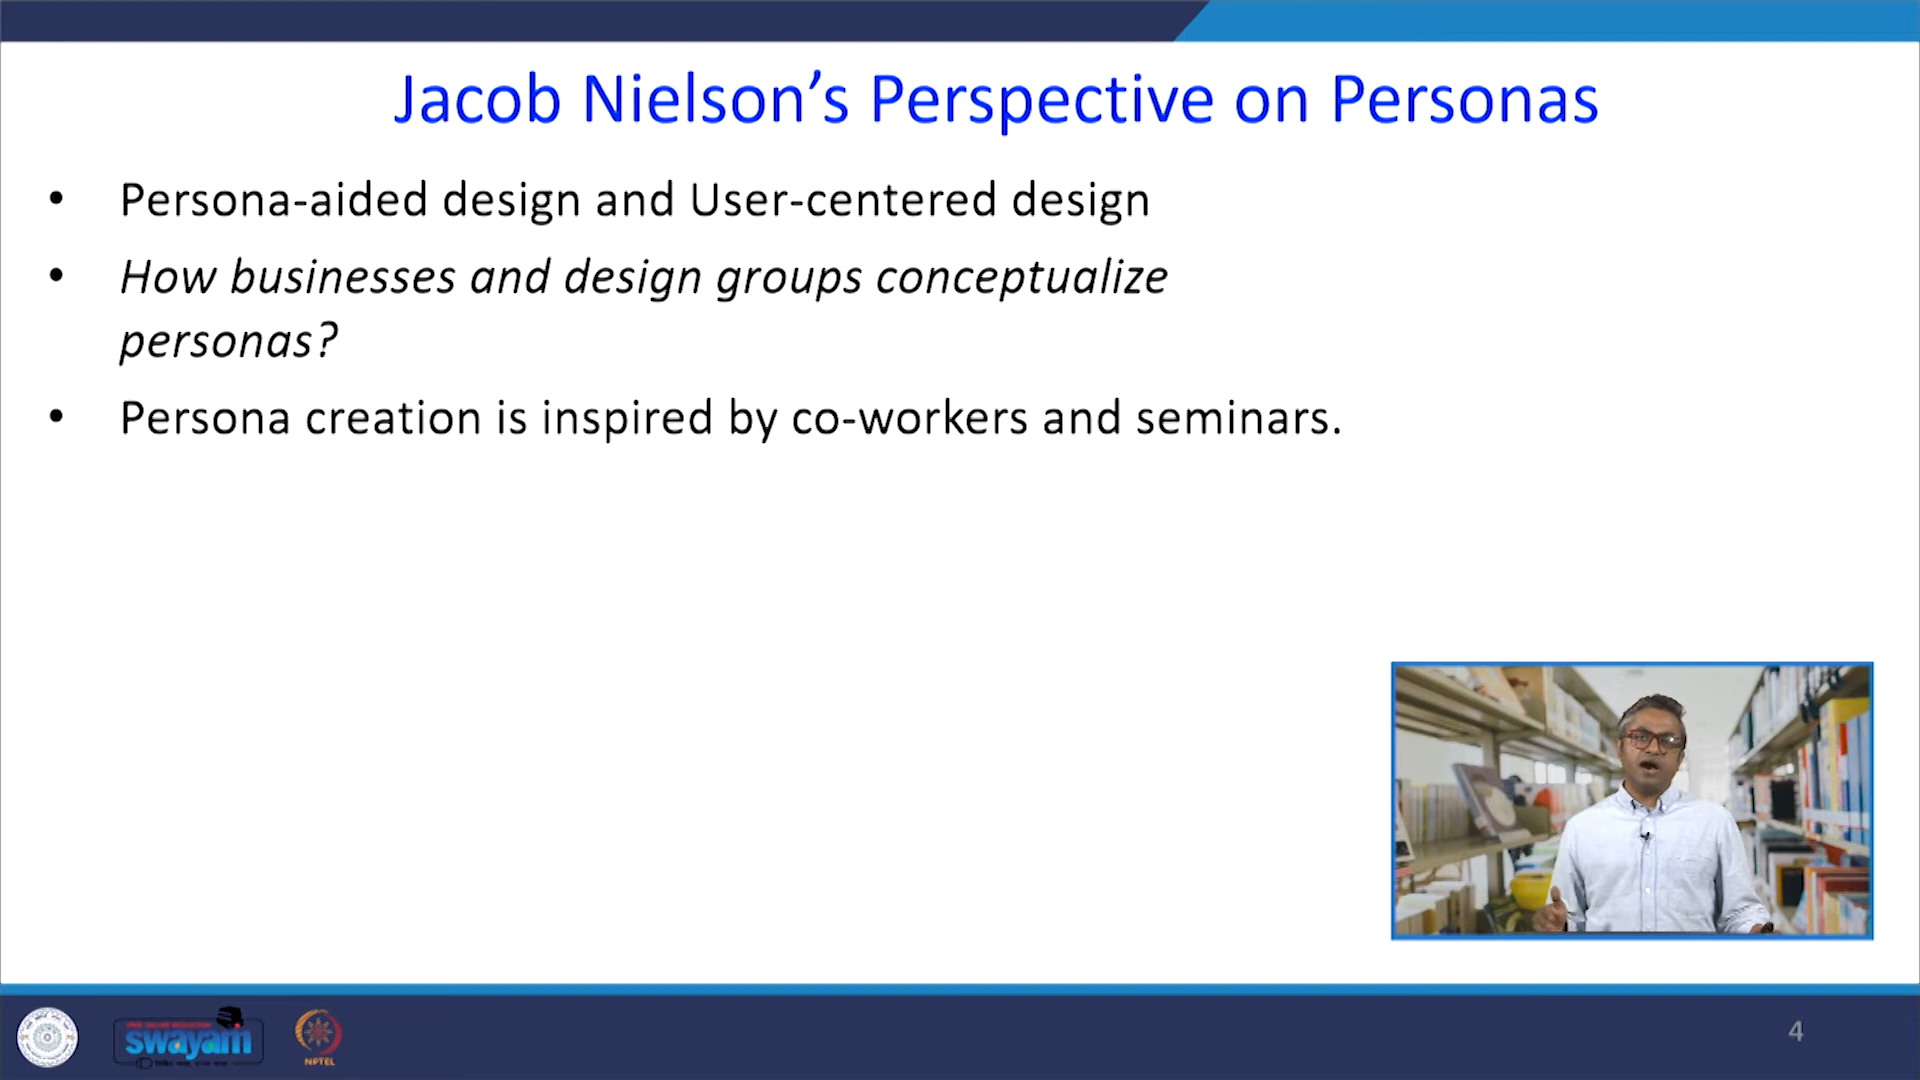 Jacob Nielson’s Perspective on Personas
• Persona-aided design and User-centered design
• How businesses and design groups conceptualize
personas?
• Persona creation is inspired by co-workers and seminars.
swayam
NPTEL
4